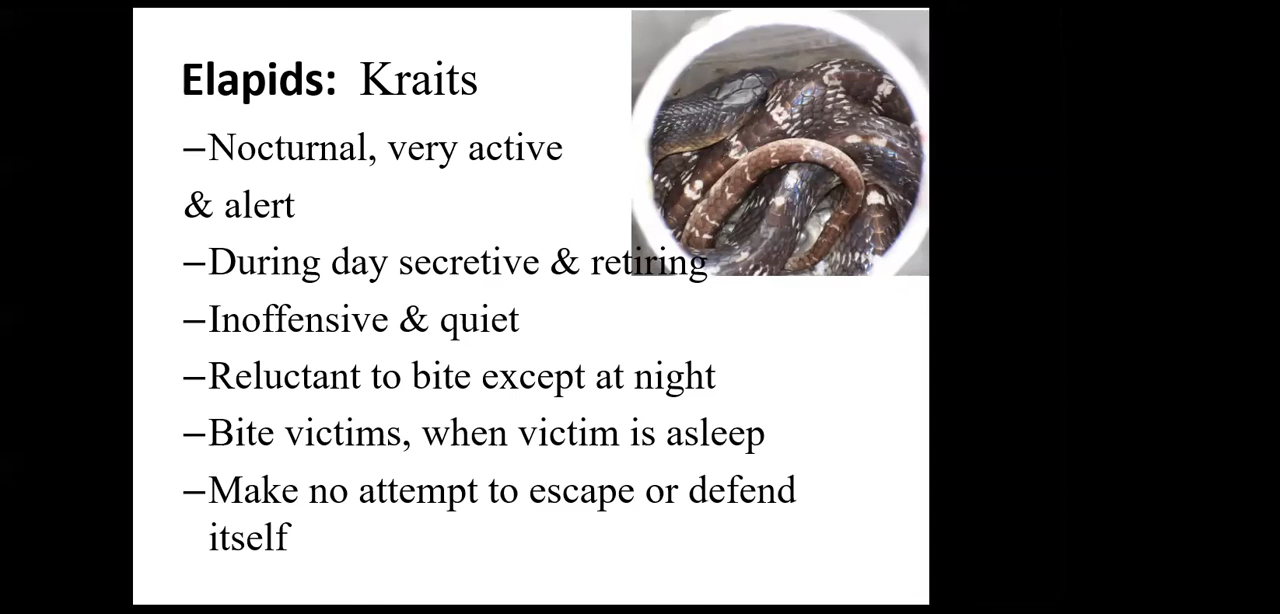 Elapids: Kraits
–Nocturnal, very active
& alert
–During day secretive & retiring
–Inoffensive & quiet
–Reluctant to bite except at night
–Bite victims, when victim is asleep
–Make no attempt to escape or defend
itself